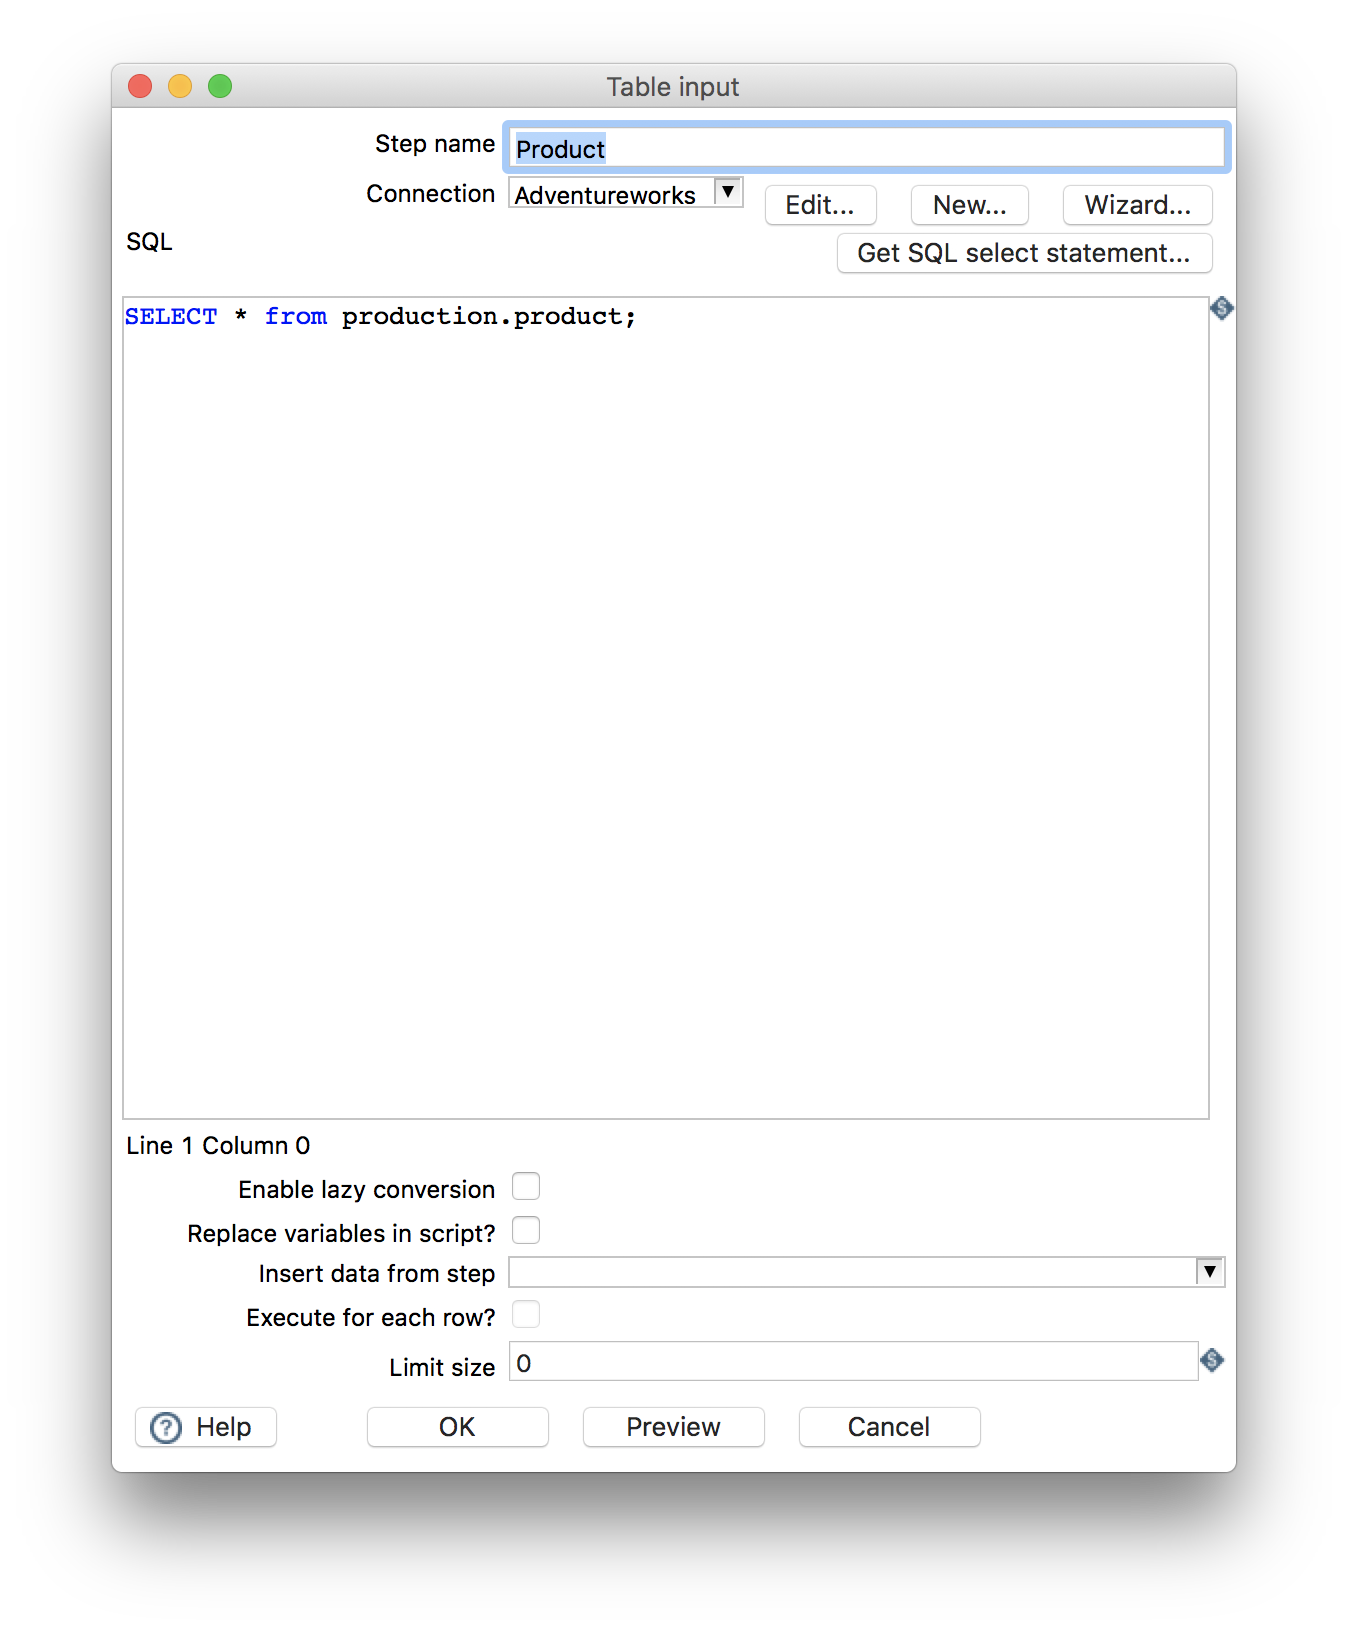 Table input
Step name Product
Connection Adventureworks Edit... New... Wizard...
SQL Get SQL select statement...
SELECT * from production.product;
Line 1 Column 0
Enable lazy conversion
Replace variables in script?
Insert data from step
Execute for each row?
Limit size 0
Help OK Preview Cancel